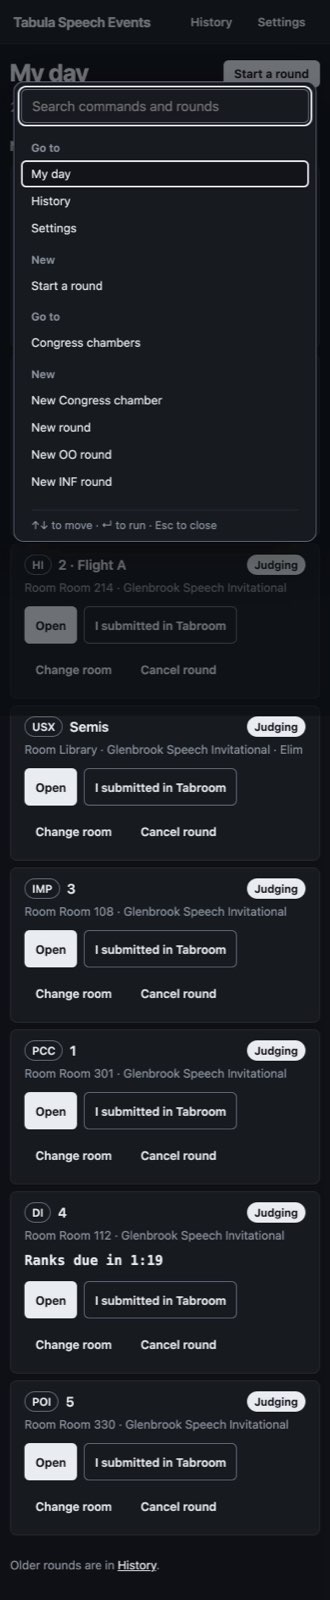 Tabula Speech Events History Settings
My day Start a round
Search commands and rounds
Go to
My day
History
Settings
New
Start a round
Go to
Congress chambers
New
New Congress chamber
New round
New OO round
New INF round
↑↓ to move · ↵ to run · Esc to close
HI 2 · Flight A Judging
Room Room 214 · Glenbrook Speech Invitational
Open I submitted in Tabroom
Change room Cancel round
USX Semis Judging
Room Library · Glenbrook Speech Invitational · Elim
Open I submitted in Tabroom
Change room Cancel round
IMP 3 Judging
Room Room 108 · Glenbrook Speech Invitational
Open I submitted in Tabroom
Change room Cancel round
PCC 1 Judging
Room Room 301 · Glenbrook Speech Invitational
Open I submitted in Tabroom
Change room Cancel round
DI 4 Judging
Room Room 112 · Glenbrook Speech Invitational
Ranks due in 1:19
Open I submitted in Tabroom
Change room Cancel round
POI 5 Judging
Room Room 330 · Glenbrook Speech Invitational
Open I submitted in Tabroom
Change room Cancel round
Older rounds are in History.